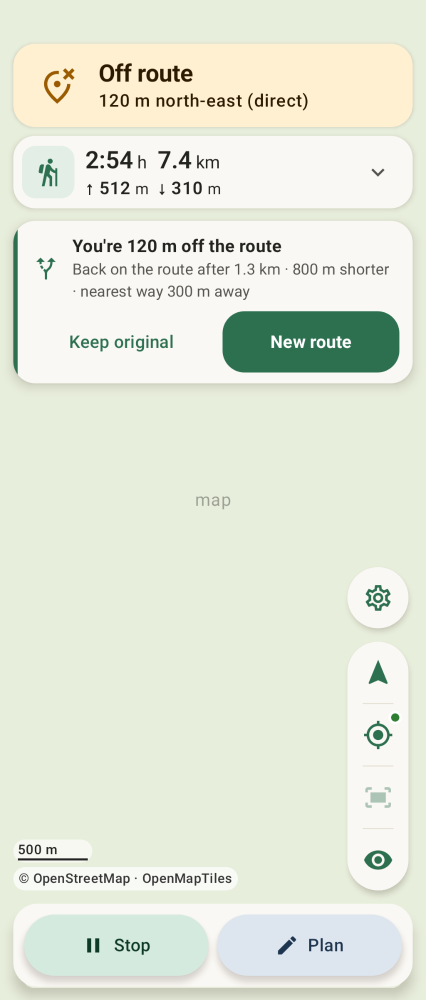 Off route
120 m north-east (direct)
2:54 h 7.4 km
↑ 512 m ↓ 310 m
You're 120 m off the route
Back on the route after 1.3 km · 800 m shorter
· nearest way 300 m away
Keep original New route
map
500 m
© OpenStreetMap · OpenMapTiles
Stop Plan